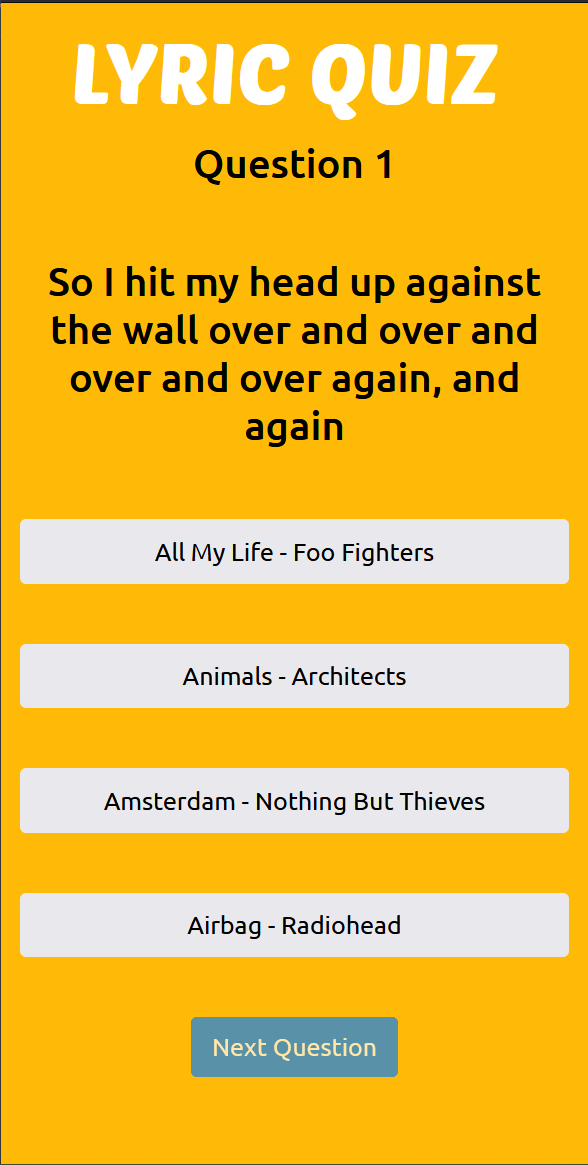 LYRIC QUIZ
Question 1
So I hit my head up against
the wall over and over and
over and over again, and
again
All My Life - Foo Fighters
Animals - Architects
Amsterdam - Nothing But Thieves
Airbag - Radiohead
Next Question